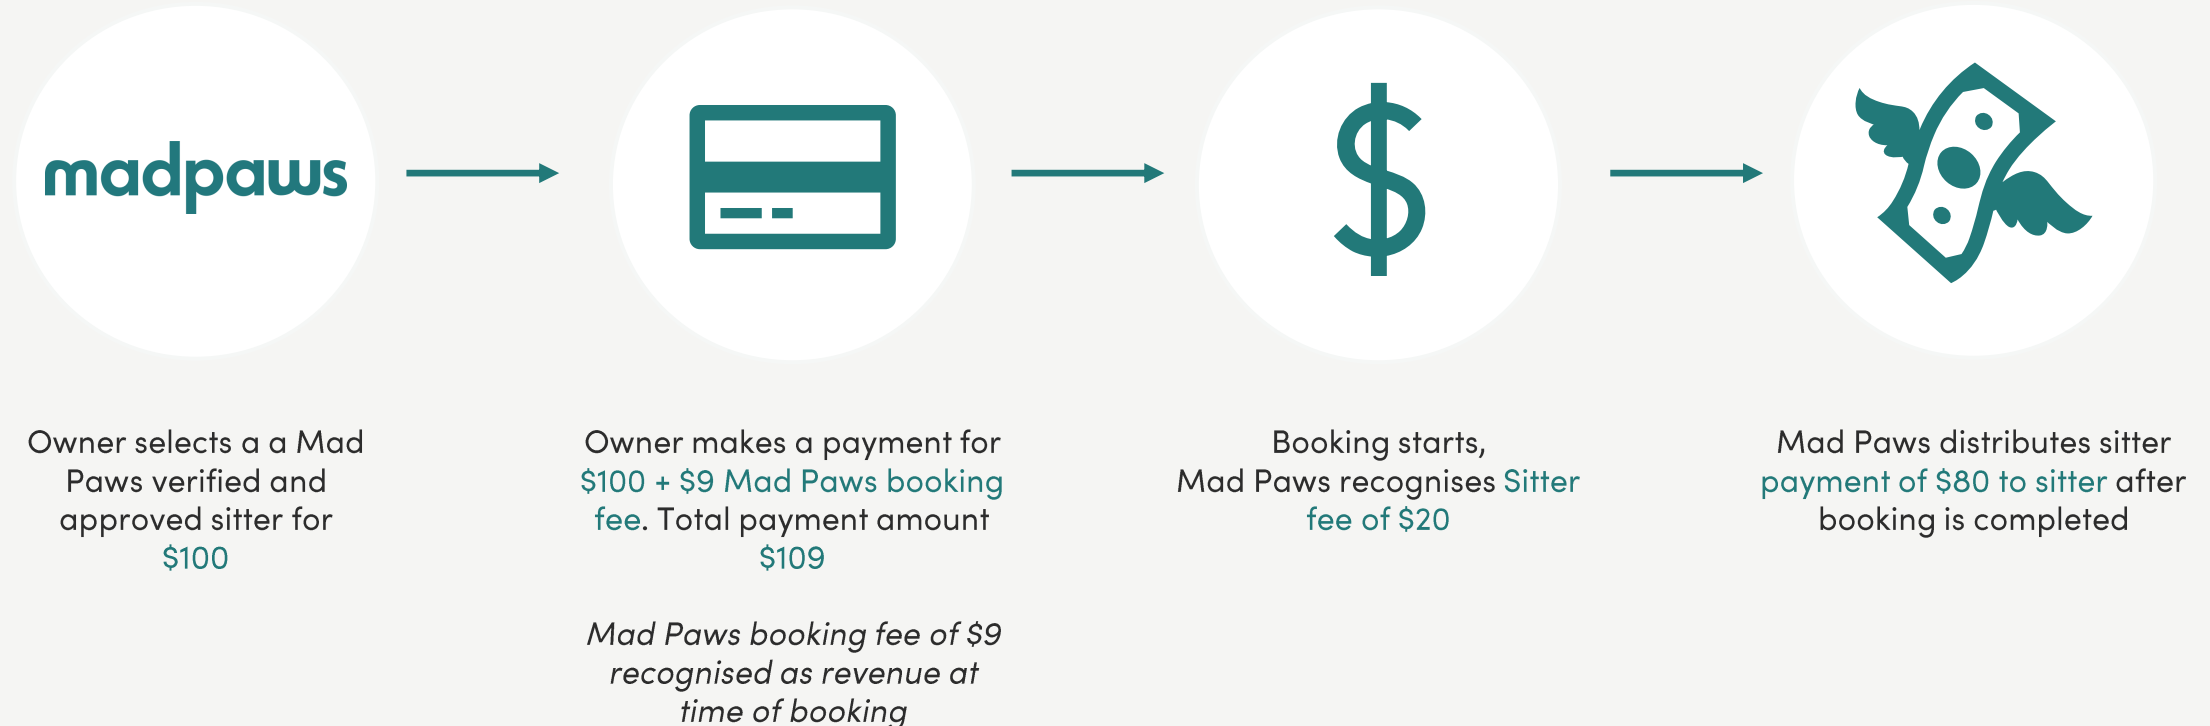 madpaws
Owner selects a a Mad
Paws verified and
approved sitter for
$100
Owner makes a payment for
$100 + $9 Mad Paws booking
fee. Total payment amount
$109
Mad Paws booking fee of $9
recognised as revenue at
time of booking
Booking starts,
Mad Paws recognises Sitter
fee of $20
Mad Paws distributes sitter
payment of $80 to sitter after
booking is completed